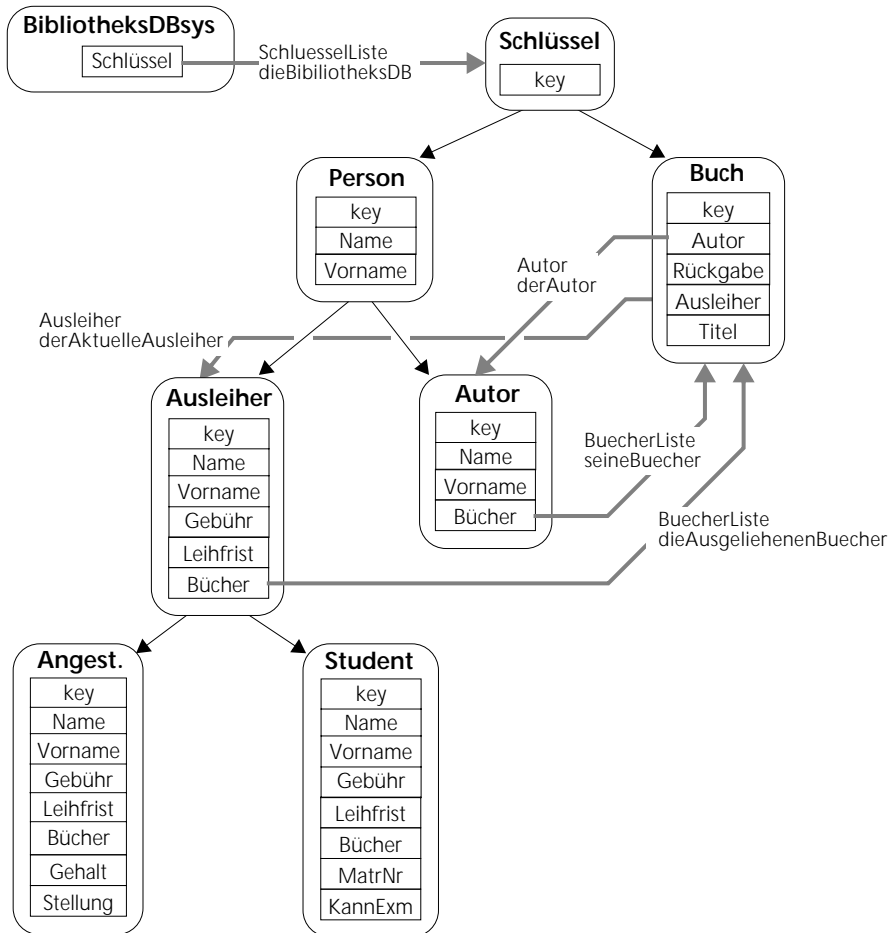 BibliotheksDBsys
Schlüssel
SchluesselListe
dieBibiliotheksDB
Schlüssel
key
Person
key
Name
Vorname
Buch
key
Autor
Rückgabe
Ausleiher
Titel
Autor
derAutor
Ausleiher
derAktuelleAusleiher
Ausleiher
key
Name
Vorname
Gebühr
Leihfrist
Bücher
Autor
key
Name
Vorname
Bücher
BuecherListe
seineBuecher
BuecherListe
dieAusgeliehenenBuecher
Angest.
key
Name
Vorname
Gebühr
Leihfrist
Bücher
Gehalt
Stellung
Student
key
Name
Vorname
Gebühr
Leihfrist
Bücher
MatrNr
KannExm